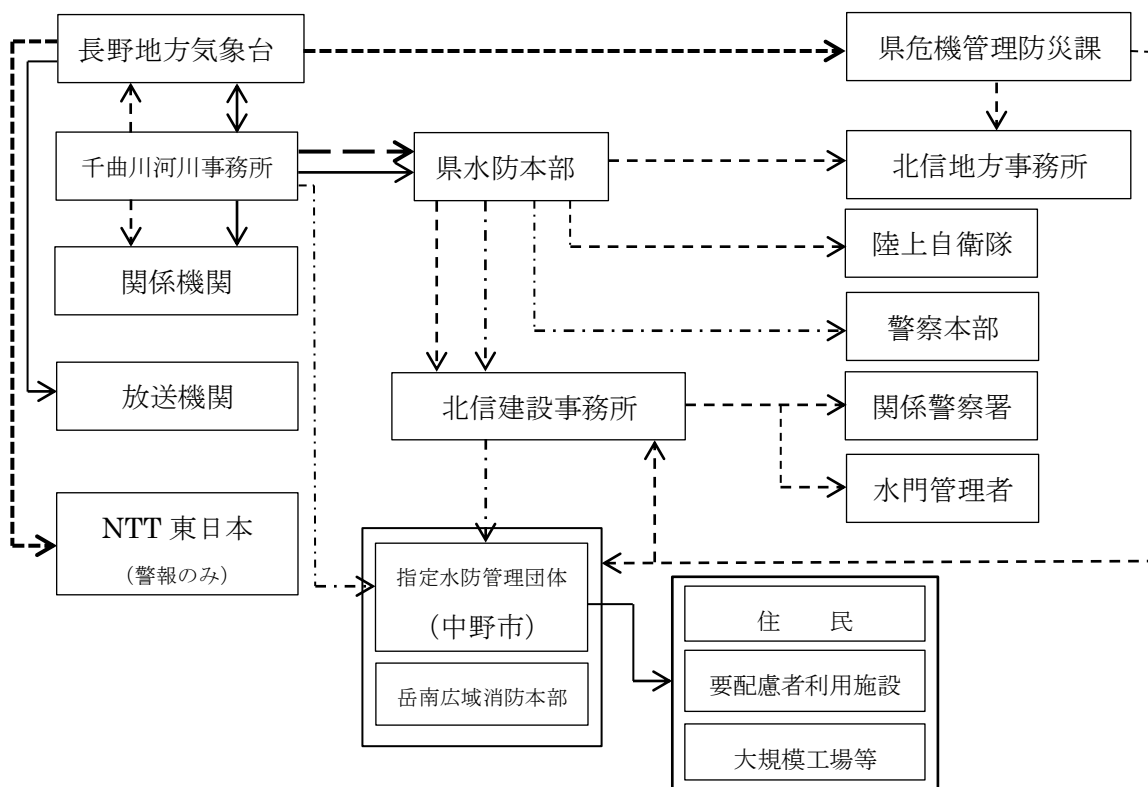 長野地方気象台
県危機管理防災課
千曲川河川事務所
県水防本部
北信地方事務所
関係機関
陸上自衛隊
警察本部
放送機関
北信建設事務所
関係警察署
水門管理者
NTT 東日本
（警報のみ）
指定水防管理団体
（中野市）
岳南広域消防本部
住　　民
要配慮者利用施設
大規模工場等